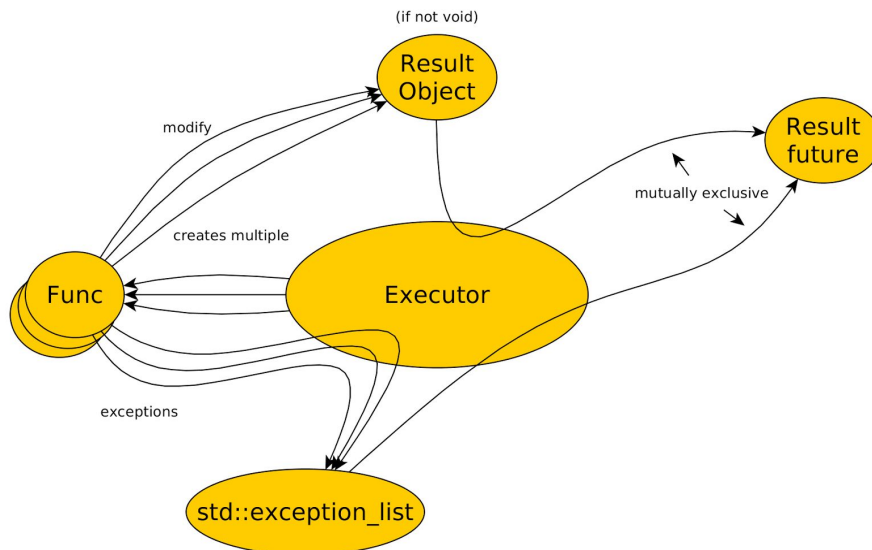 (if not void)
Result
Object
Result
future
modify
mutually exclusive
creates multiple
Func
Executor
exceptions
std::exception_list